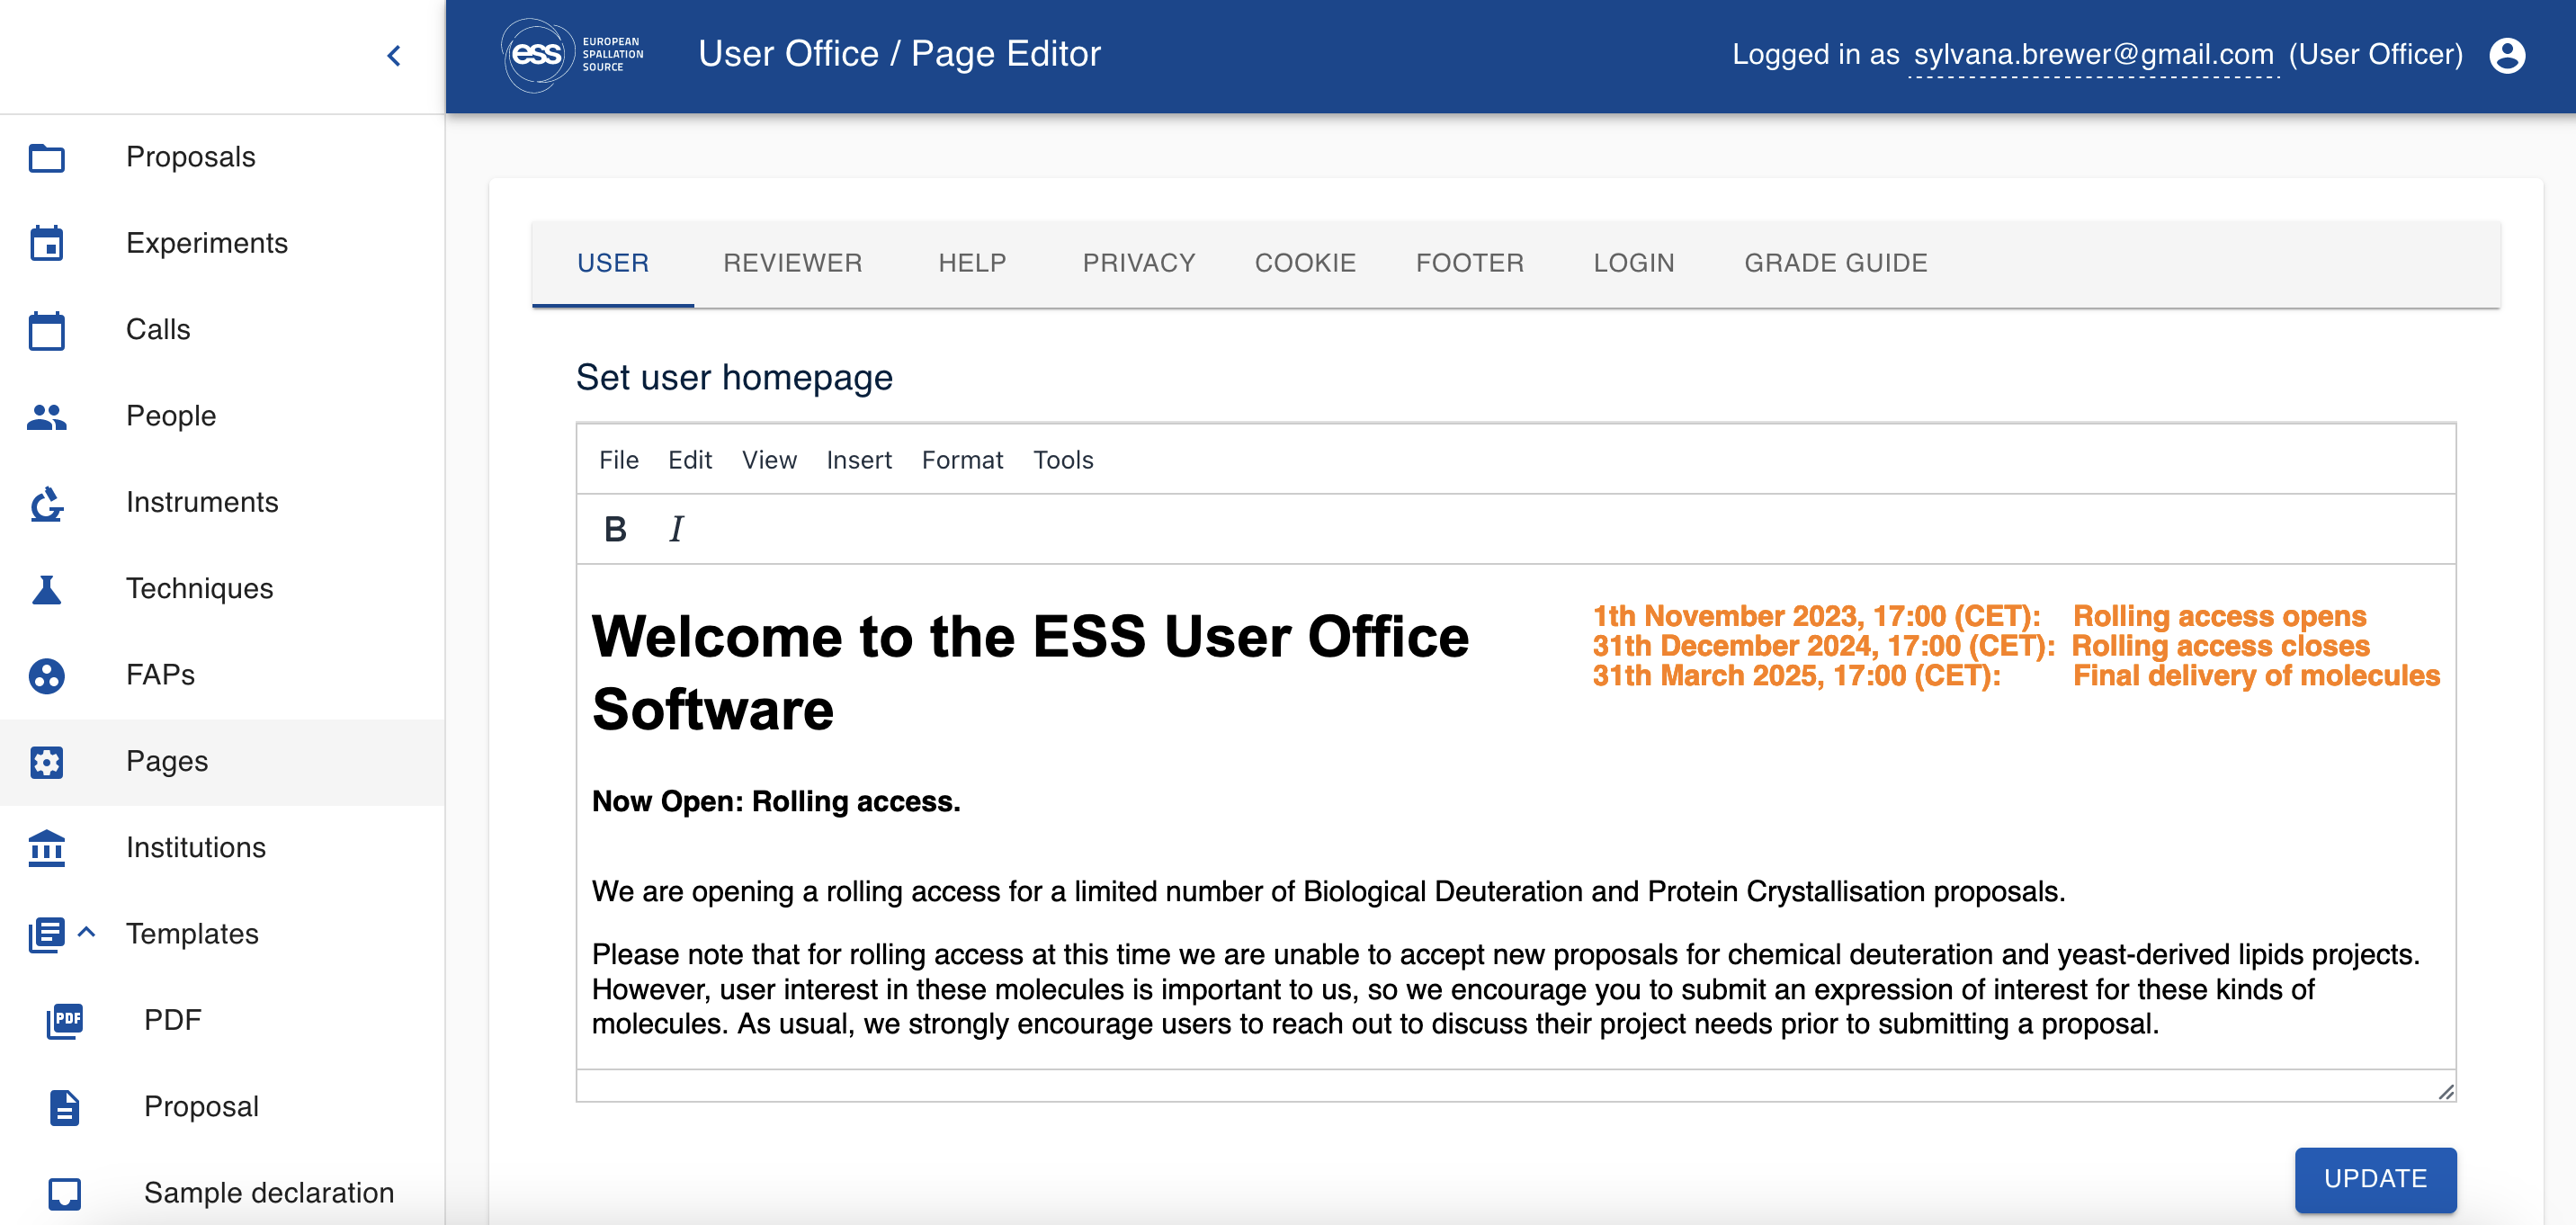 ess EUROPEAN
SPALLATION
SOURCE
User Office / Page Editor
Logged in as sylvana.brewer@gmail.com (User Officer)
Proposals
Experiments
Calls
People
Instruments
Techniques
FAPs
Pages
Institutions
Templates
PDF
PDF
Proposal
Sample declaration
USER REVIEWER HELP PRIVACY COOKIE FOOTER LOGIN GRADE GUIDE
Set user homepage
File Edit View Insert Format Tools
B I
Welcome to the ESS User Office
Software
1th November 2023, 17:00 (CET): Rolling access opens
31th December 2024, 17:00 (CET): Rolling access closes
31th March 2025, 17:00 (CET): Final delivery of molecules
Now Open: Rolling access.
We are opening a rolling access for a limited number of Biological Deuteration and Protein Crystallisation proposals.
Please note that for rolling access at this time we are unable to accept new proposals for chemical deuteration and yeast-derived lipids projects.
However, user interest in these molecules is important to us, so we encourage you to submit an expression of interest for these kinds of
molecules. As usual, we strongly encourage users to reach out to discuss their project needs prior to submitting a proposal.
UPDATE